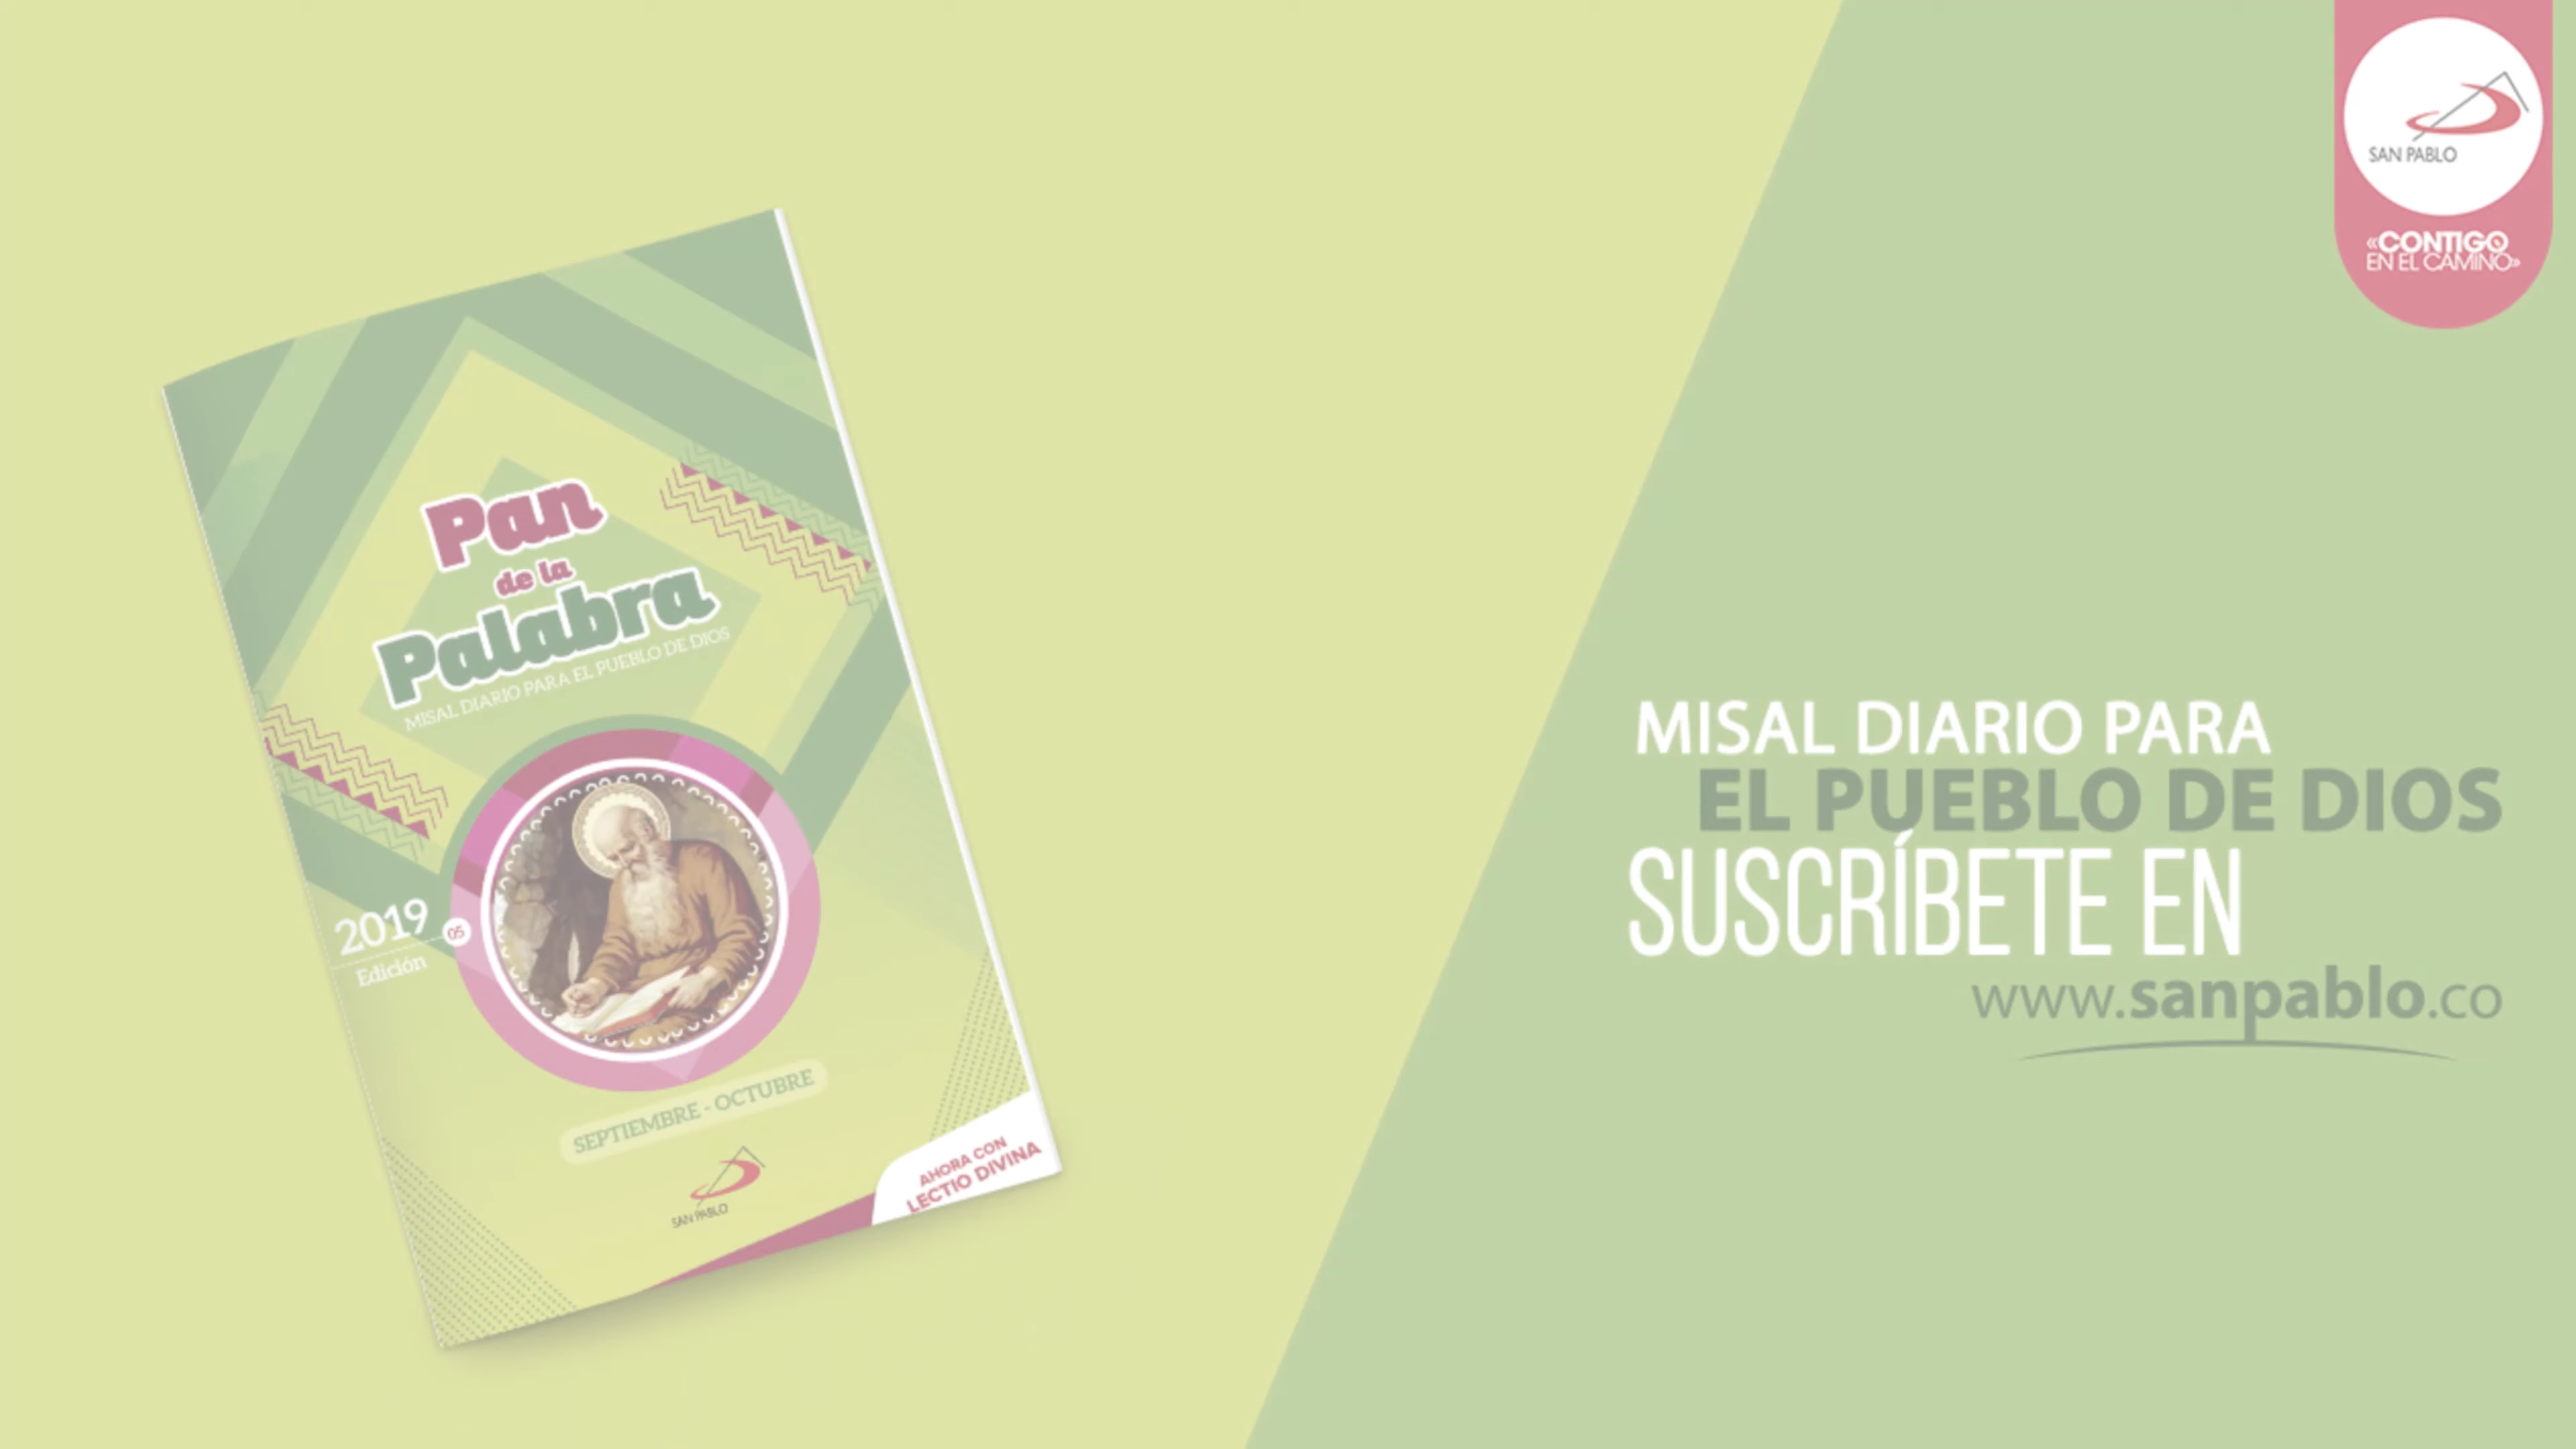 Pan
de la
Palabra
MISAL DIARIO PARA EL PUEBLO DE DIOS
2019
05
Edición
SEPTIEMBRE - OCTUBRE
SAN PABLO
AHORA CON
LECTIO DIVINA
SAN PABLO
«CONTIGO
EN EL CAMINO»
MISAL DIARIO PARA
EL PUEBLO DE DIOS
SUSCRÍBETE EN
www.sanpablo.co